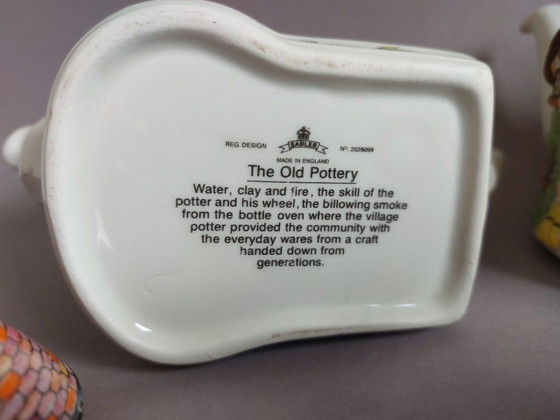 REG. DESIGN SADLER No. 2026099
MADE IN ENGLAND
The Old Pottery
Water, clay and fire, the skill of the
potter and his wheel, the billowing smoke
from the bottle oven where the village
potter provided the community with
the everyday wares from a craft
handed down from
generations.